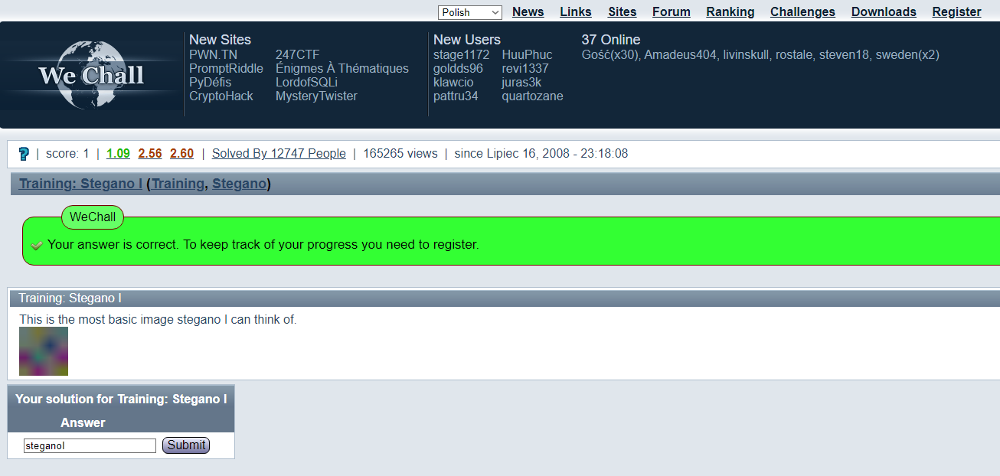 Polish News Links Sites Forum Ranking Challenges Downloads Register
We Chall
New Sites
PWN.TN 247CTF
PromptRiddle Énigmes À Thématiques
PyDéfis LordofSQLi
CryptoHack MysteryTwister
New Users
stage1172 HuuPhuc
goldds96 revi1337
klawcio juras3k
pattru34 quartozane
37 Online
Gość(x30), Amadeus404, livinskull, rostale, steven18, sweden(x2)
? | score: 1 | 1.09 2.56 2.60 | Solved By 12747 People | 165265 views | since Lipiec 16, 2008 - 23:18:08
Training: Stegano I (Training, Stegano)
WeChall
Your answer is correct. To keep track of your progress you need to register.
Training: Stegano I
This is the most basic image stegano I can think of.
Your solution for Training: Stegano I
Answer
steganoI Submit